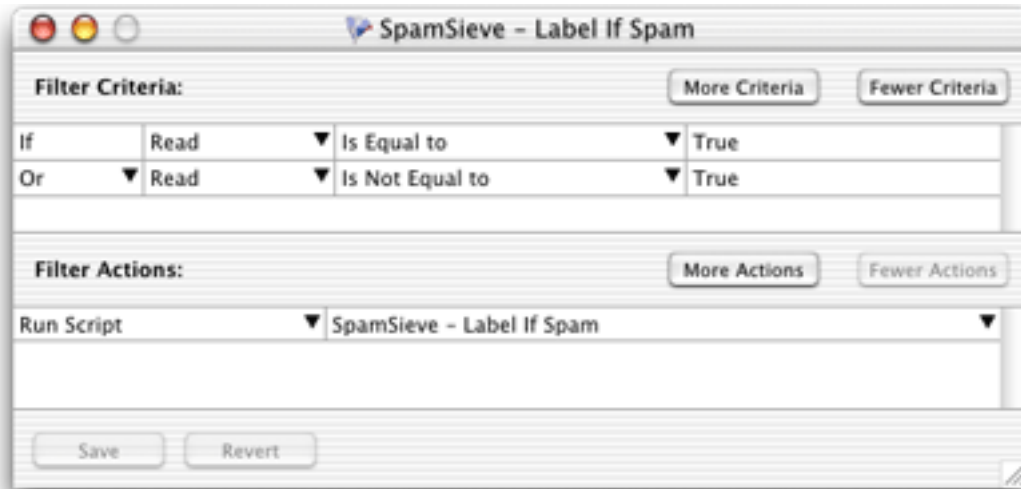 SpamSieve - Label If Spam
Filter Criteria: More Criteria Fewer Criteria
If Read Is Equal to True
Or Read Is Not Equal to True
Filter Actions: More Actions Fewer Actions
Run Script SpamSieve - Label If Spam
Save Revert